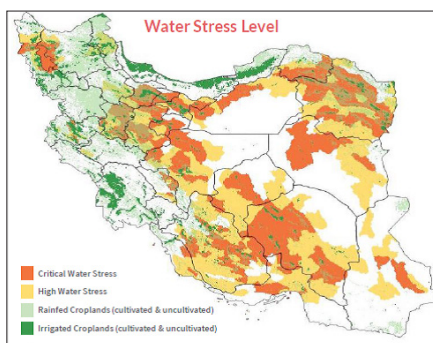 Water Stress Level
Critical Water Stress
High Water Stress
Rainfed Croplands (cultivated & uncultivated)
Irrigated Croplands (cultivated & uncultivated)